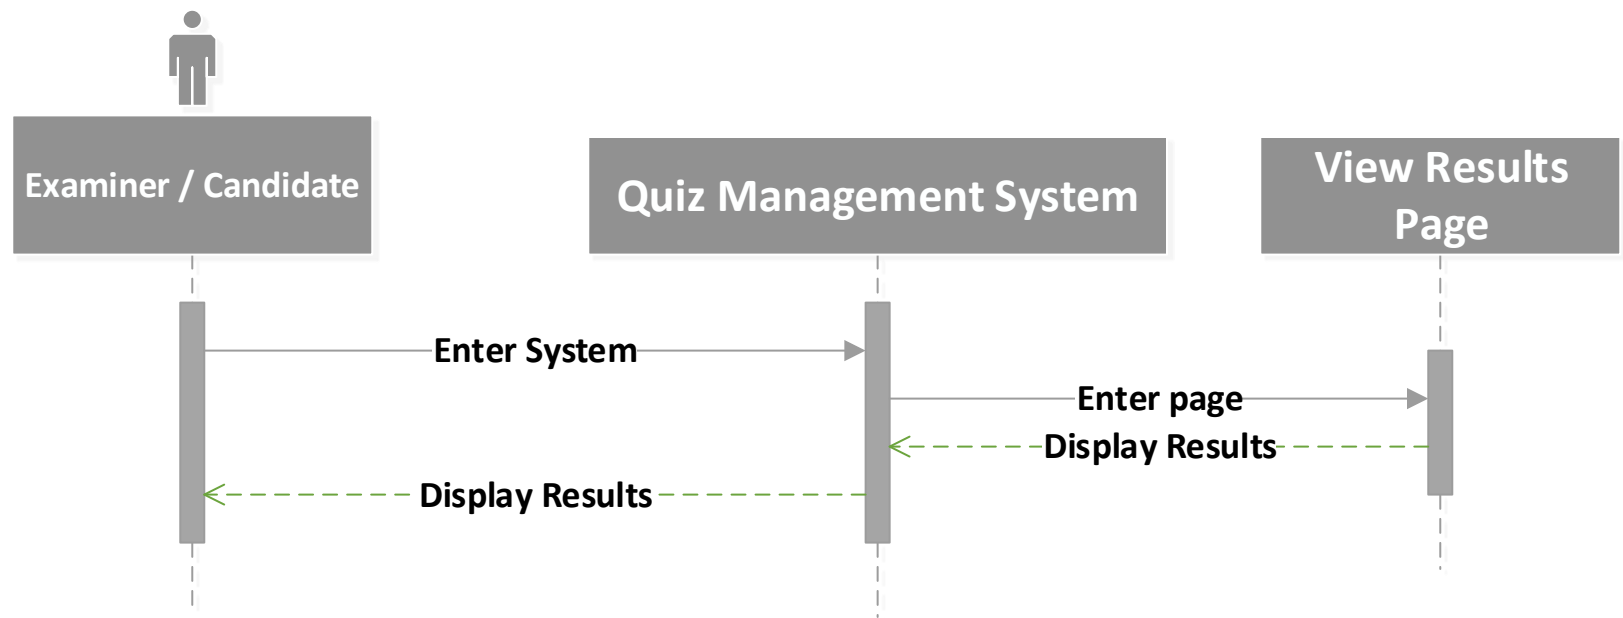 Examiner / Candidate
Quiz Management System
View Results
Page
Enter System
Enter page
Display Results
Display Results